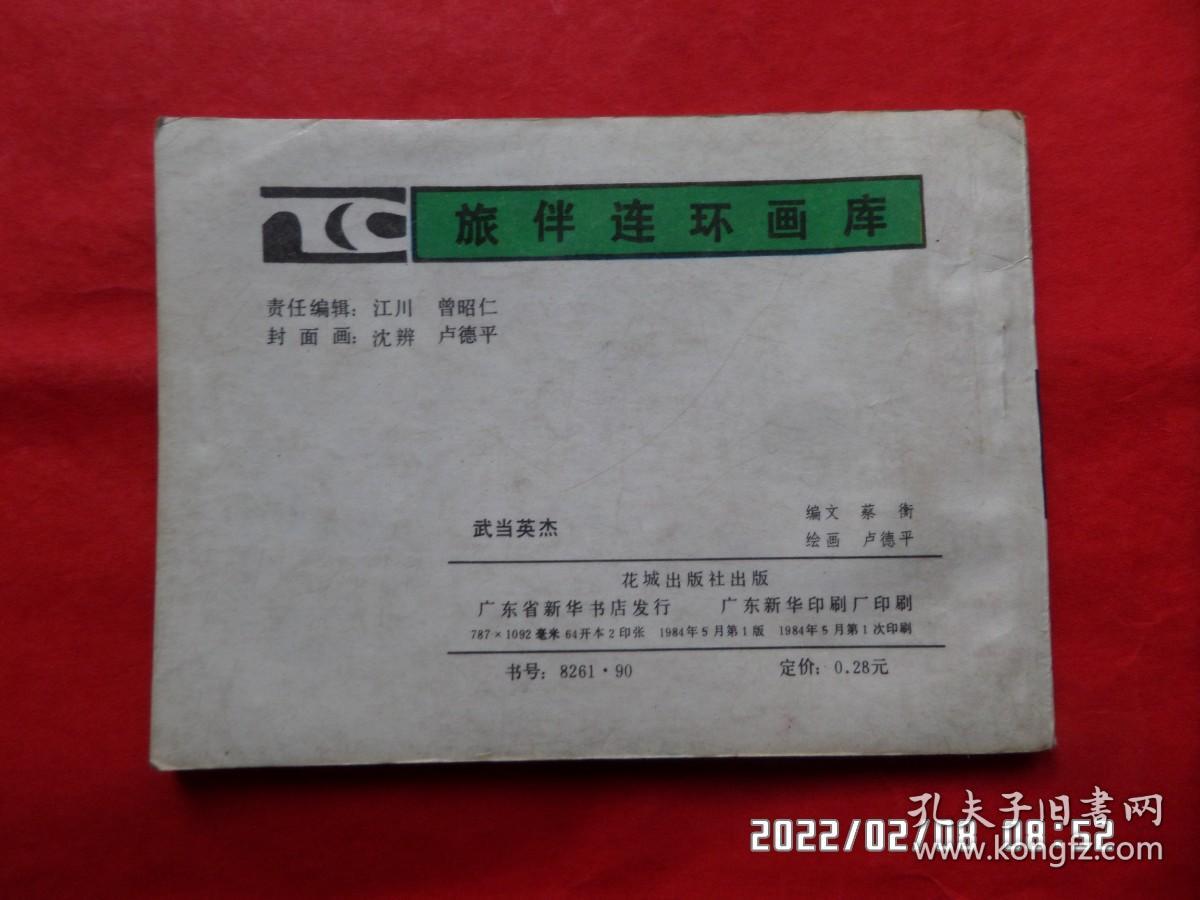 旅伴连环画库
责任编辑：江川 曾昭仁
封面画：沈辨 卢德平
武当英杰
编文 蔡衡
绘画 卢德平
花城出版社出版
广东省新华书店发行 广东新华印刷厂印刷
787×1092毫米 64开本 2印张 1984年5月第1版 1984年5月第1次印刷
书号：8261·90 定价：0.28元
孔夫子旧書网
2022/02/08 08:52
www.kongfz.com